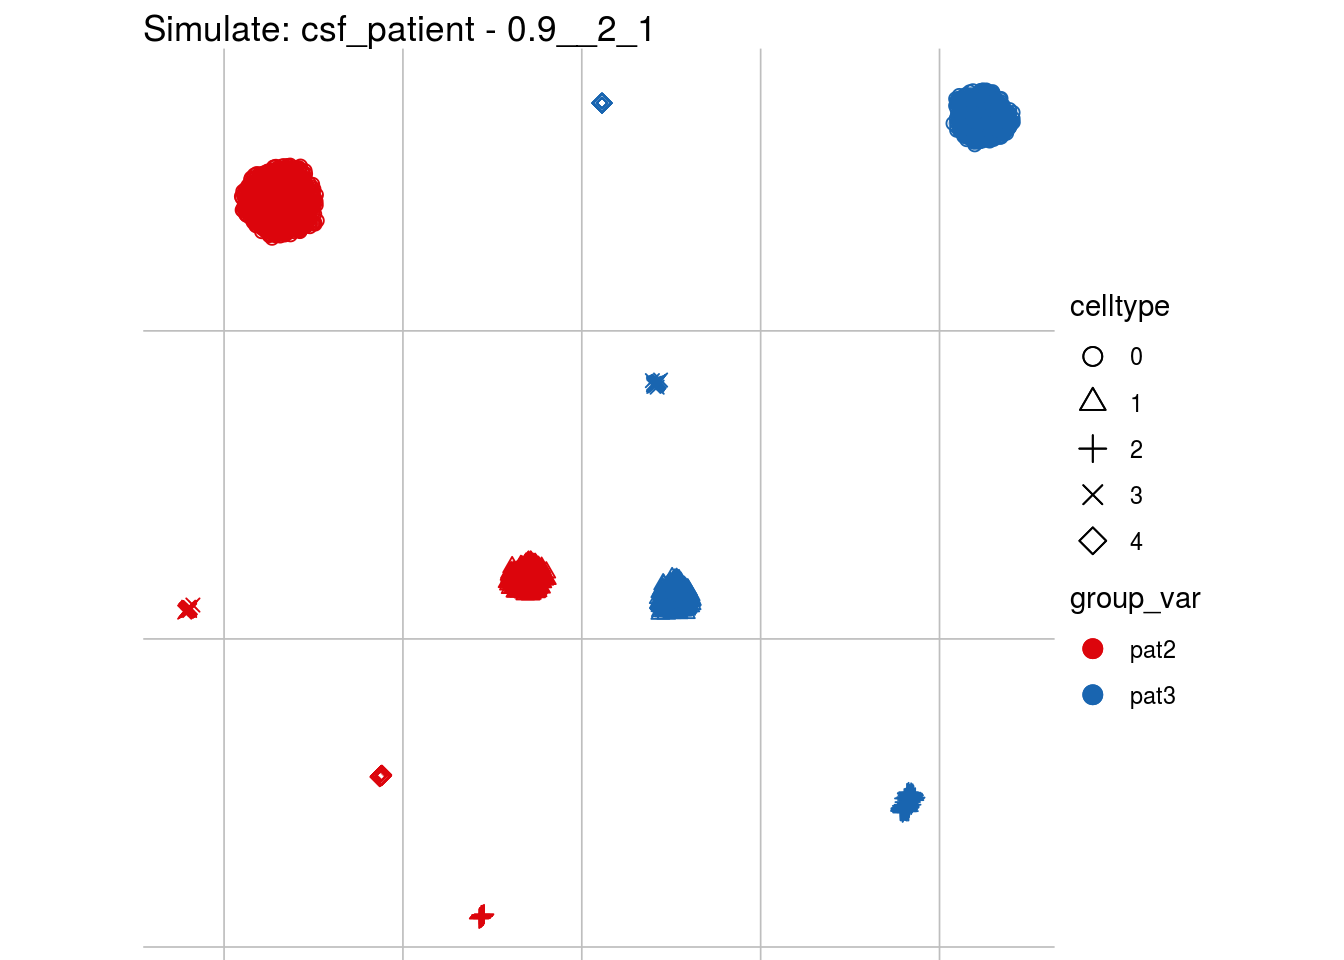 Simulate: csf_patient - 0.9__2_1
celltype
0
1
2
3
4
group_var
pat2
pat3